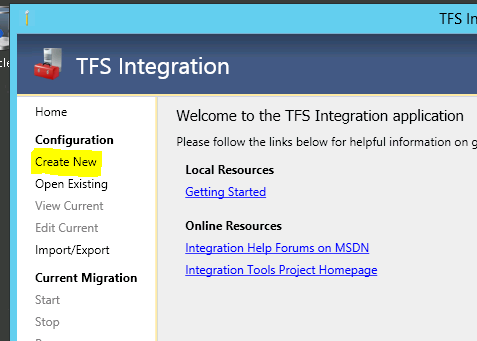 TFS In
TFS Integration
Home
Configuration
Create New
Open Existing
View Current
Edit Current
Import/Export
Current Migration
Start
Stop
Welcome to the TFS Integration application
Please follow the links below for helpful information on g
Local Resources
Getting Started
Online Resources
Integration Help Forums on MSDN
Integration Tools Project Homepage